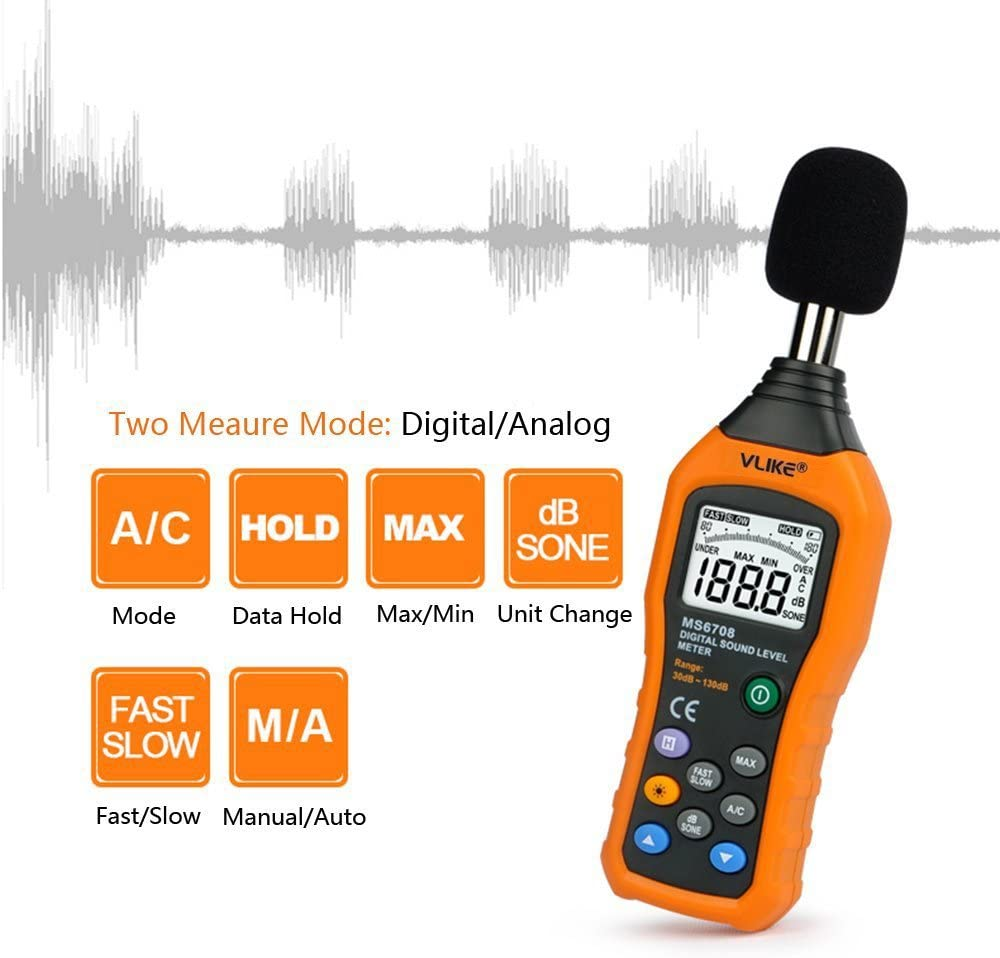 Two Meaure Mode: Digital/Analog
A/C
HOLD
MAX
dB
SONE
Mode
Data Hold
Max/Min
Unit Change
FAST
SLOW
M/A
Fast/Slow
Manual/Auto
VLIKE®
FAST SLOW HOLD
80 180
UNDER MAX MIN OVER
188.8
A
C
dB
SONE
MS6708
DIGITAL SOUND LEVEL
METER
Range:
30dB~130dB
CE
H
FAST
SLOW
MAX
dB
SONE
A/C